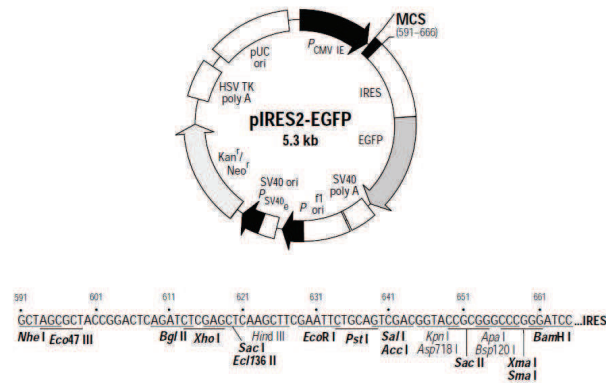 MCS
(591–666)
P CMV IE
pUC
ori
HSV TK
poly A
IRES
pIRES2-EGFP
5.3 kb
EGFP
Kanr/
Neor
SV40 ori
P SV40e
P
f1
ori
SV40
poly A
591 601 611 621 631 641 651 661
GCTAGCGCTACCGGACTCAGATCTCGAGCTCAAGCTTCGAATTCTGCAGTCGACGGTACCGCGGGCCCGGGATCC...IRES
Nhe I Eco47 III Bgl II Xho I Hind III EcoR I Pst I Sal I Kpn I Apa I BamH I
Sac I Acc I Asp718 I Sac II Bsp120 I
Ecl136 II Xma I
Sma I